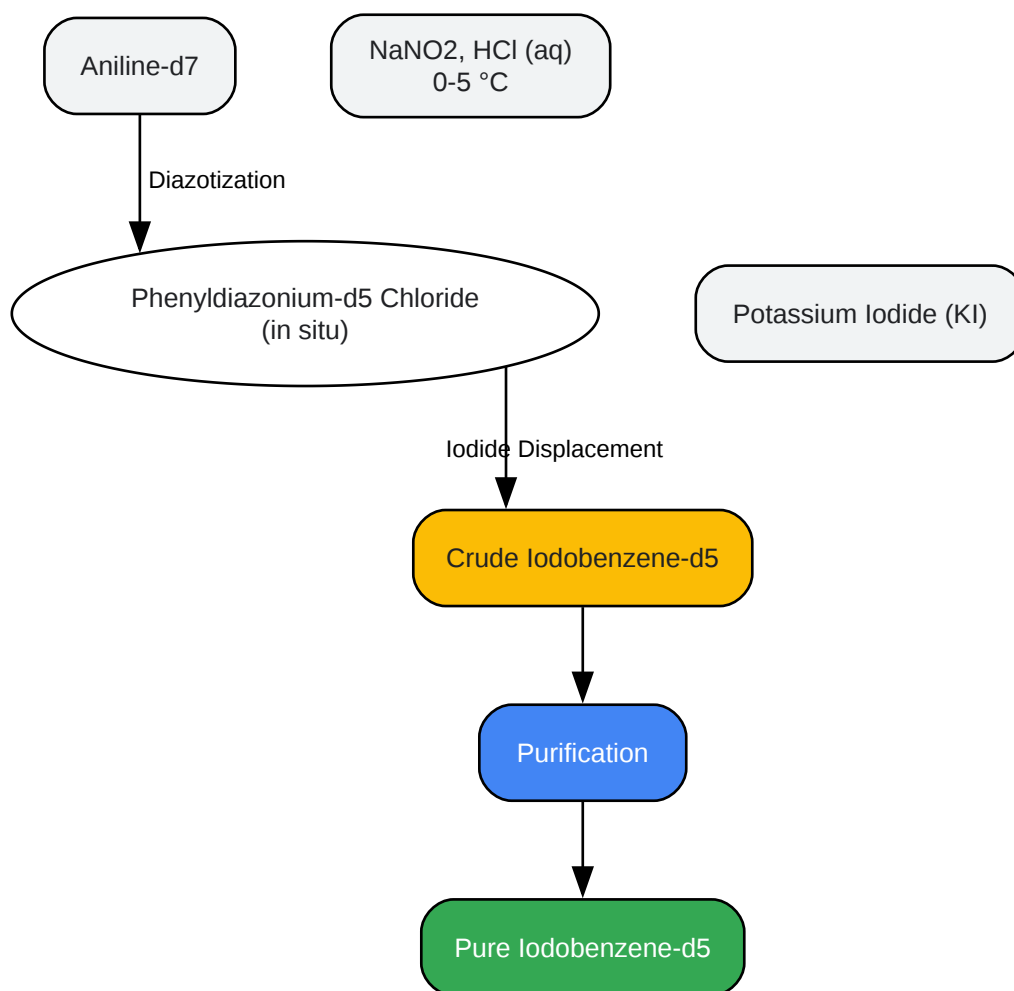 Aniline-d7
NaNO2, HCl (aq)
0-5 °C
Diazotization
Phenyldiazonium-d5 Chloride
(in situ)
Potassium Iodide (KI)
Iodide Displacement
Crude Iodobenzene-d5
Purification
Pure Iodobenzene-d5